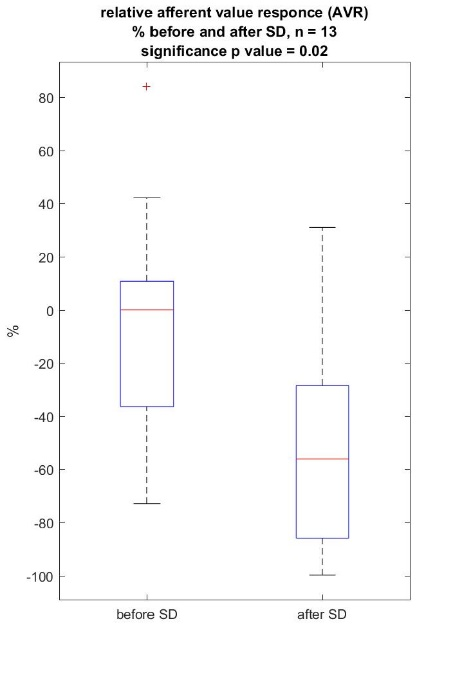 relative afferent value responce (AVR)
% before and after SD, n = 13
significance p value = 0.02
80
60
40
20
0
-20
-40
-60
-80
-100
%
before SD
after SD